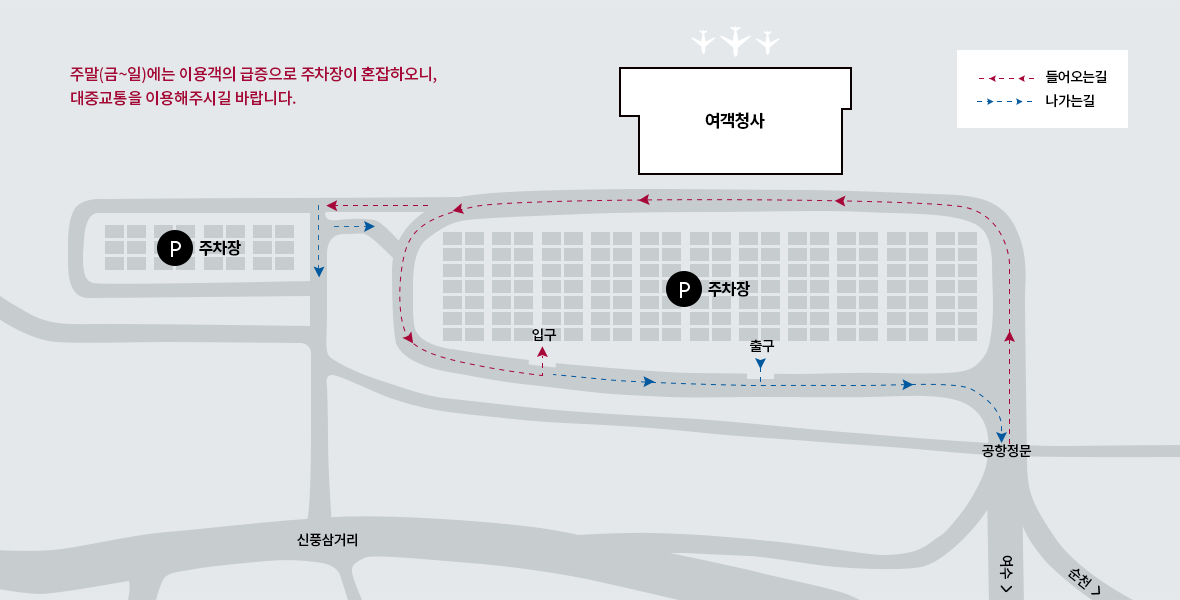 주말(금~일)에는 이용객의 급증으로 주차장이 혼잡하오니,
대중교통을 이용해주시길 바랍니다.
여객청사
들어오는길
나가는길
P 주차장
P 주차장
입구
출구
공항정문
신풍삼거리
여수 >
순천 >